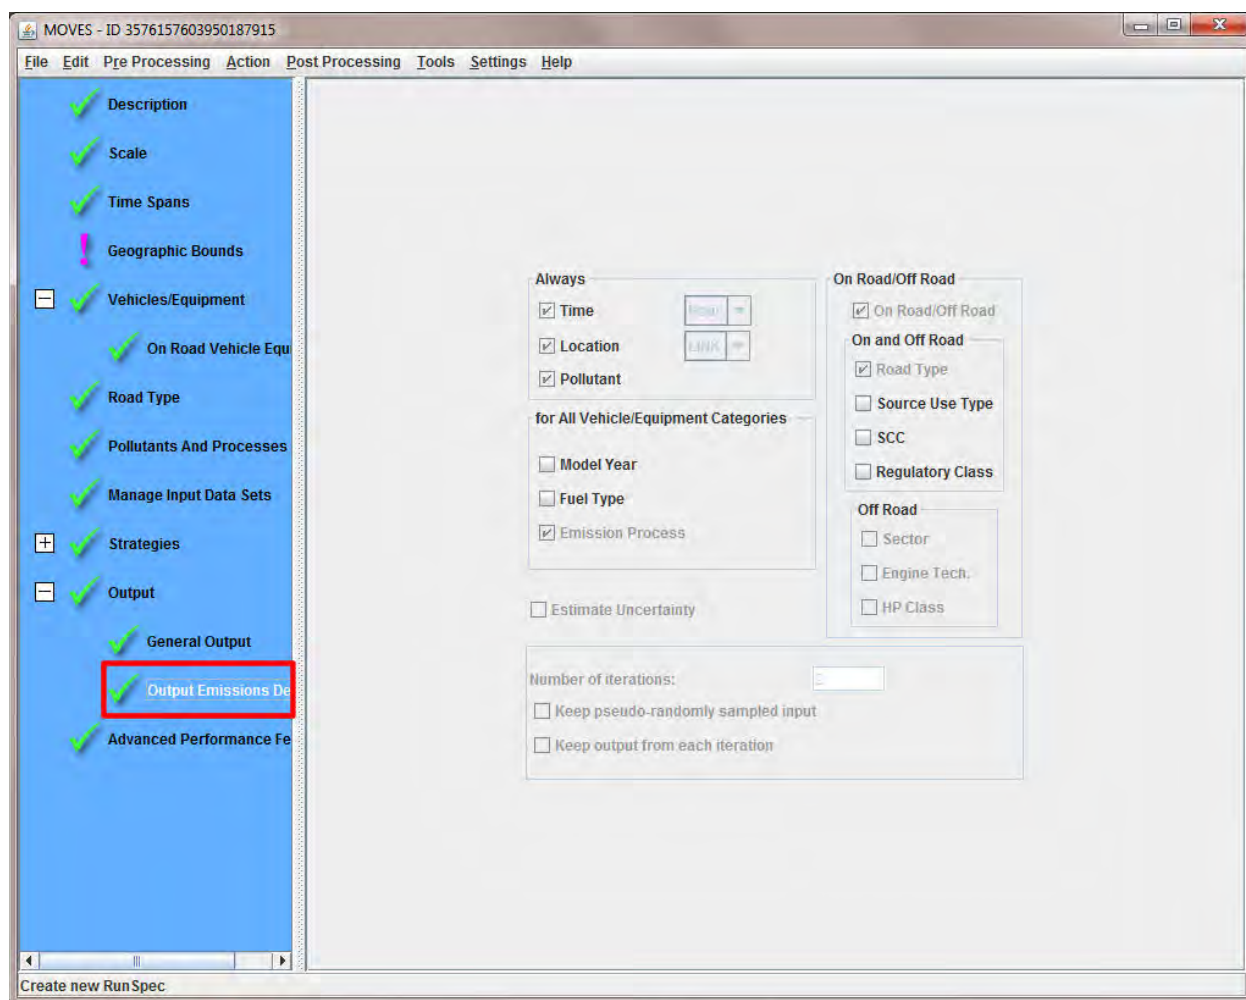 MOVES - ID 3576157603950187915
File Edit Pre Processing Action Post Processing Tools Settings Help
Description
Scale
Time Spans
Geographic Bounds
Vehicles/Equipment
On Road Vehicle Equi
Road Type
Pollutants And Processes
Manage Input Data Sets
Strategies
Output
General Output
Output Emissions De
Advanced Performance Fe
Always
Time
Location LINK
Pollutant
for All Vehicle/Equipment Categories
Model Year
Fuel Type
Emission Process
On Road/Off Road
On Road/Off Road
On and Off Road
Road Type
Source Use Type
SCC
Regulatory Class
Off Road
Sector
Engine Tech.
HP Class
Estimate Uncertainty
Number of iterations:
Keep pseudo-randomly sampled input
Keep output from each iteration
Create new RunSpec